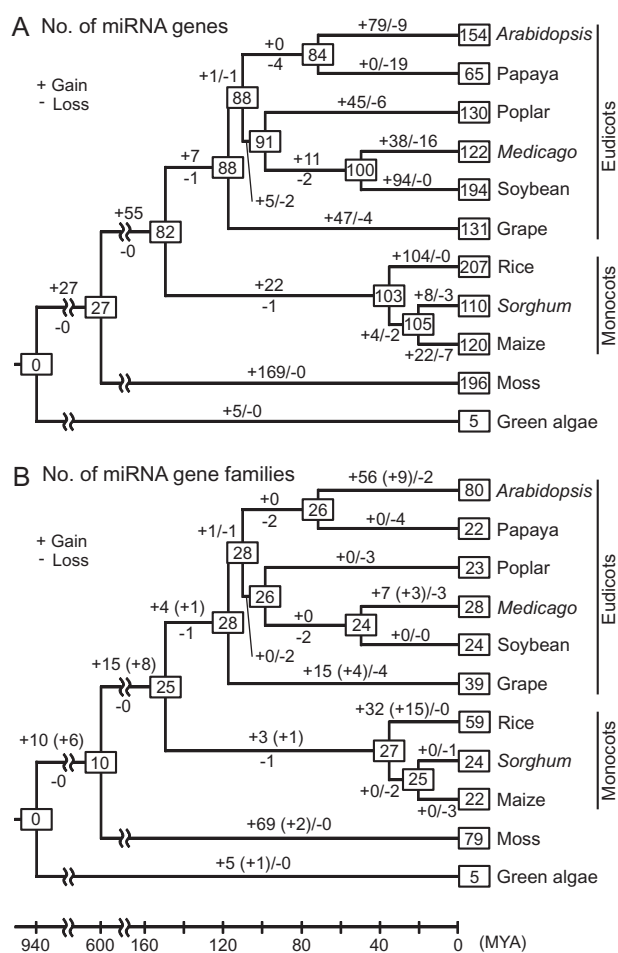 A No. of miRNA genes
+ Gain
- Loss
+79/-9
154 Arabidopsis
+0
-4
84
+0/-19
65 Papaya
+1/-1
88
+45/-6
130 Poplar
91
+38/-16
122 Medicago
+7
-1
88
+11
-2
100
+94/-0
194 Soybean
+5/-2
+47/-4
131 Grape
Eudicots
+55
-0
82
+104/-0
207 Rice
+22
-1
103
+8/-3
110 Sorghum
+27
-0
27
+4/-2
105
+22/-7
120 Maize
Monocots
0
+169/-0
196 Moss
+5/-0
5 Green algae
B No. of miRNA gene families
+ Gain
- Loss
+56 (+9)/-2
80 Arabidopsis
+0
-2
26
+0/-4
22 Papaya
+1/-1
28
+0/-3
23 Poplar
26
+7 (+3)/-3
28 Medicago
+4 (+1)
-1
28
+0
-2
24
+0/-0
24 Soybean
+0/-2
+15 (+4)/-4
39 Grape
Eudicots
+15 (+8)
-0
25
+32 (+15)/-0
59 Rice
+3 (+1)
-1
27
+0/-1
24 Sorghum
+10 (+6)
-0
10
+0/-2
25
+0/-3
22 Maize
Monocots
0
+69 (+2)/-0
79 Moss
+5 (+1)/-0
5 Green algae
940 600 160 120 80 40 0 (MYA)